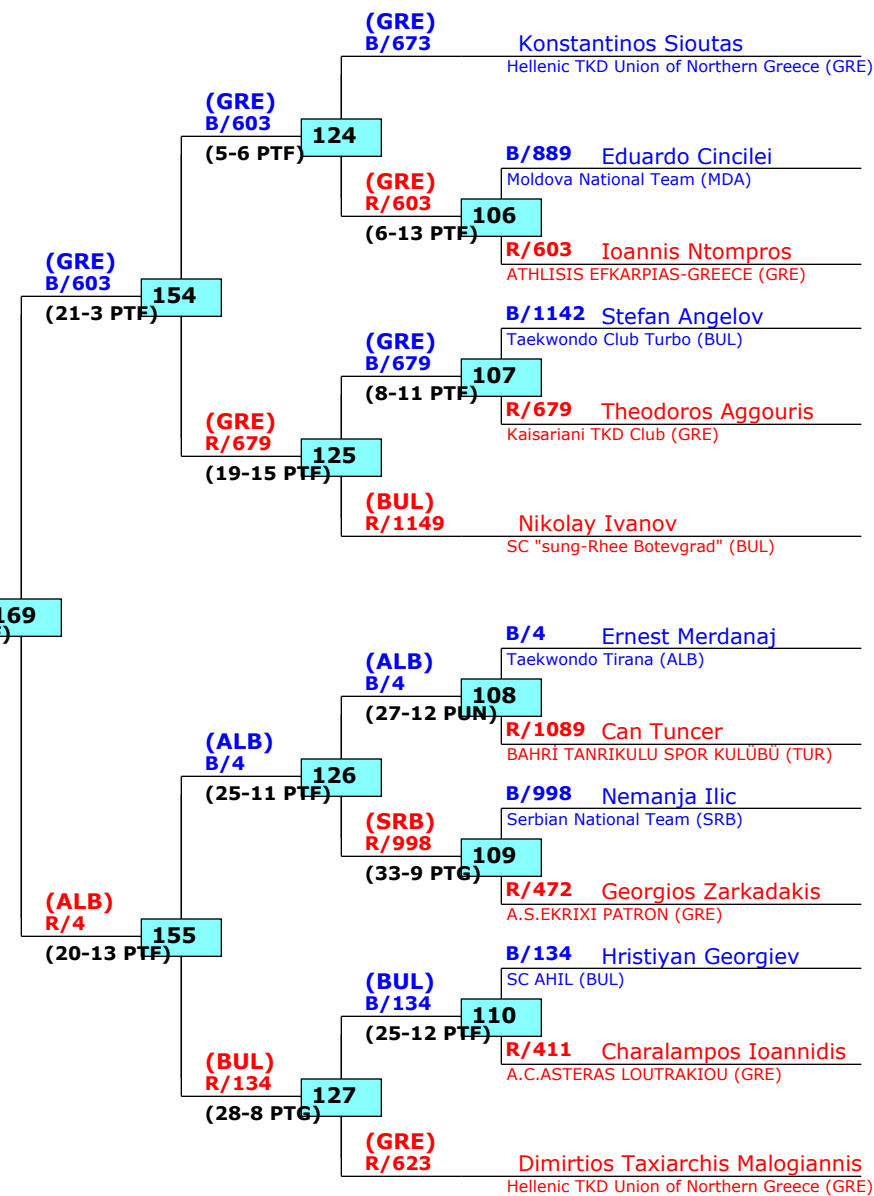 (GRE)
B/673 Konstantinos Sioutas
Hellenic TKD Union of Northern Greece (GRE)
(GRE)
B/603
(5-6 PTF) 124
B/889 Eduardo Cincilei
Moldova National Team (MDA)
(GRE)
R/603
(6-13 PTF) 106
R/603 Ioannis Ntompros
ATHLISIS EFKARPIAS-GREECE (GRE)
(GRE)
B/603
(21-3 PTF) 154
B/1142 Stefan Angelov
Taekwondo Club Turbo (BUL)
(GRE)
B/679
(8-11 PTF) 107
R/679 Theodoros Aggouris
Kaisariani TKD Club (GRE)
(GRE)
R/679
(19-15 PTF) 125
(BUL)
R/1149 Nikolay Ivanov
SC "sung-Rhee Botevgrad" (BUL)
169
)
B/4 Ernest Merdanaj
Taekwondo Tirana (ALB)
(ALB)
B/4
(27-12 PUN) 108
R/1089 Can Tuncer
BAHRİ TANRIKULU SPOR KULÜBÜ (TUR)
(ALB)
B/4
(25-11 PTF) 126
B/998 Nemanja Ilic
Serbian National Team (SRB)
(SRB)
R/998
(33-9 PTG) 109
R/472 Georgios Zarkadakis
A.S.EKRIXI PATRON (GRE)
(ALB)
R/4
(20-13 PTF) 155
B/134 Hristiyan Georgiev
SC AHIL (BUL)
(BUL)
B/134
(25-12 PTF) 110
R/411 Charalampos Ioannidis
A.C.ASTERAS LOUTRAKIOU (GRE)
(BUL)
R/134
(28-8 PTG) 127
(GRE)
R/623 Dimirtios Taxiarchis Malogiannis
Hellenic TKD Union of Northern Greece (GRE)